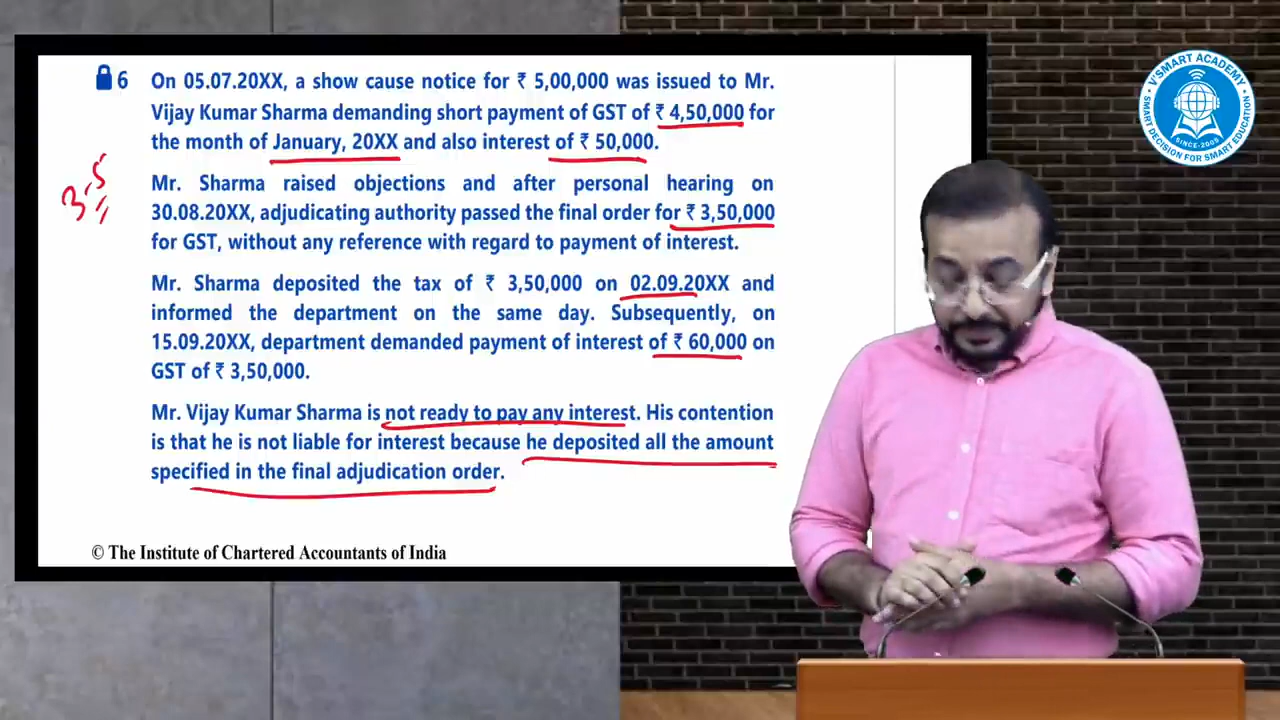 6 On 05.07.20XX, a show cause notice for ₹ 5,00,000 was issued to Mr.
Vijay Kumar Sharma demanding short payment of GST of ₹ 4,50,000 for
the month of January, 20XX and also interest of ₹ 50,000.
3.5
Mr. Sharma raised objections and after personal hearing on
30.08.20XX, adjudicating authority passed the final order for ₹ 3,50,000
for GST, without any reference with regard to payment of interest.
Mr. Sharma deposited the tax of ₹ 3,50,000 on 02.09.20XX and
informed the department on the same day. Subsequently, on
15.09.20XX, department demanded payment of interest of ₹ 60,000 on
GST of ₹ 3,50,000.
Mr. Vijay Kumar Sharma is not ready to pay any interest. His contention
is that he is not liable for interest because he deposited all the amount
specified in the final adjudication order.
© The Institute of Chartered Accountants of India
V'SMART ACADEMY
SINCE-2005
SMART DECISION FOR SMART EDUCATION